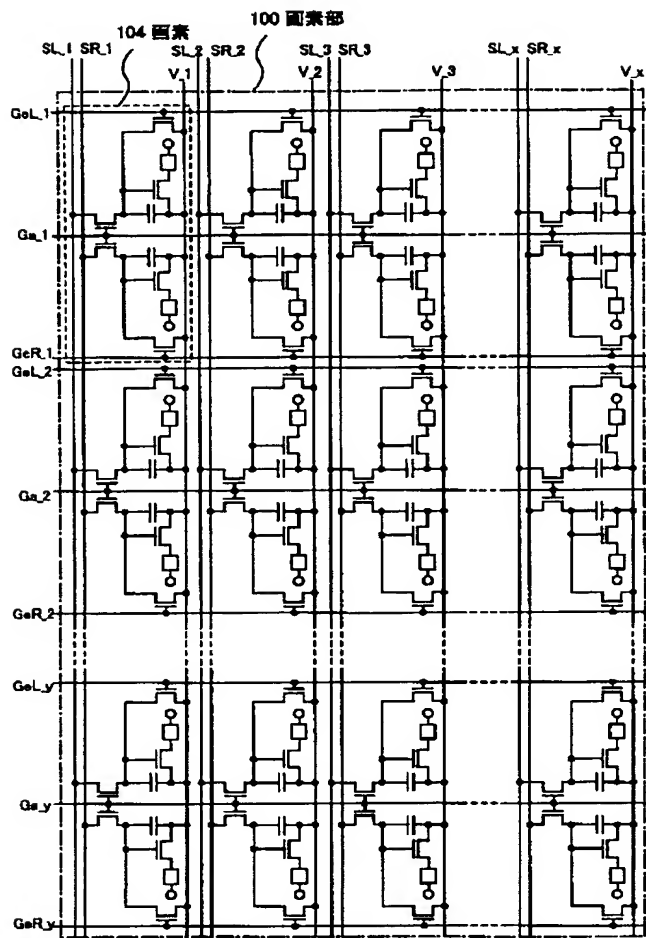 104 画素
100 画素部
SL_1 SR_1 SL_2 SR_2 SL_3 SR_3 SL_x SR_x
V_1 V_2 V_3 V_x
GeL_1
Ga_1
GeR_1
GeL_2
Ga_2
GeR_2
GeL_y
Ga_y
GeR_y